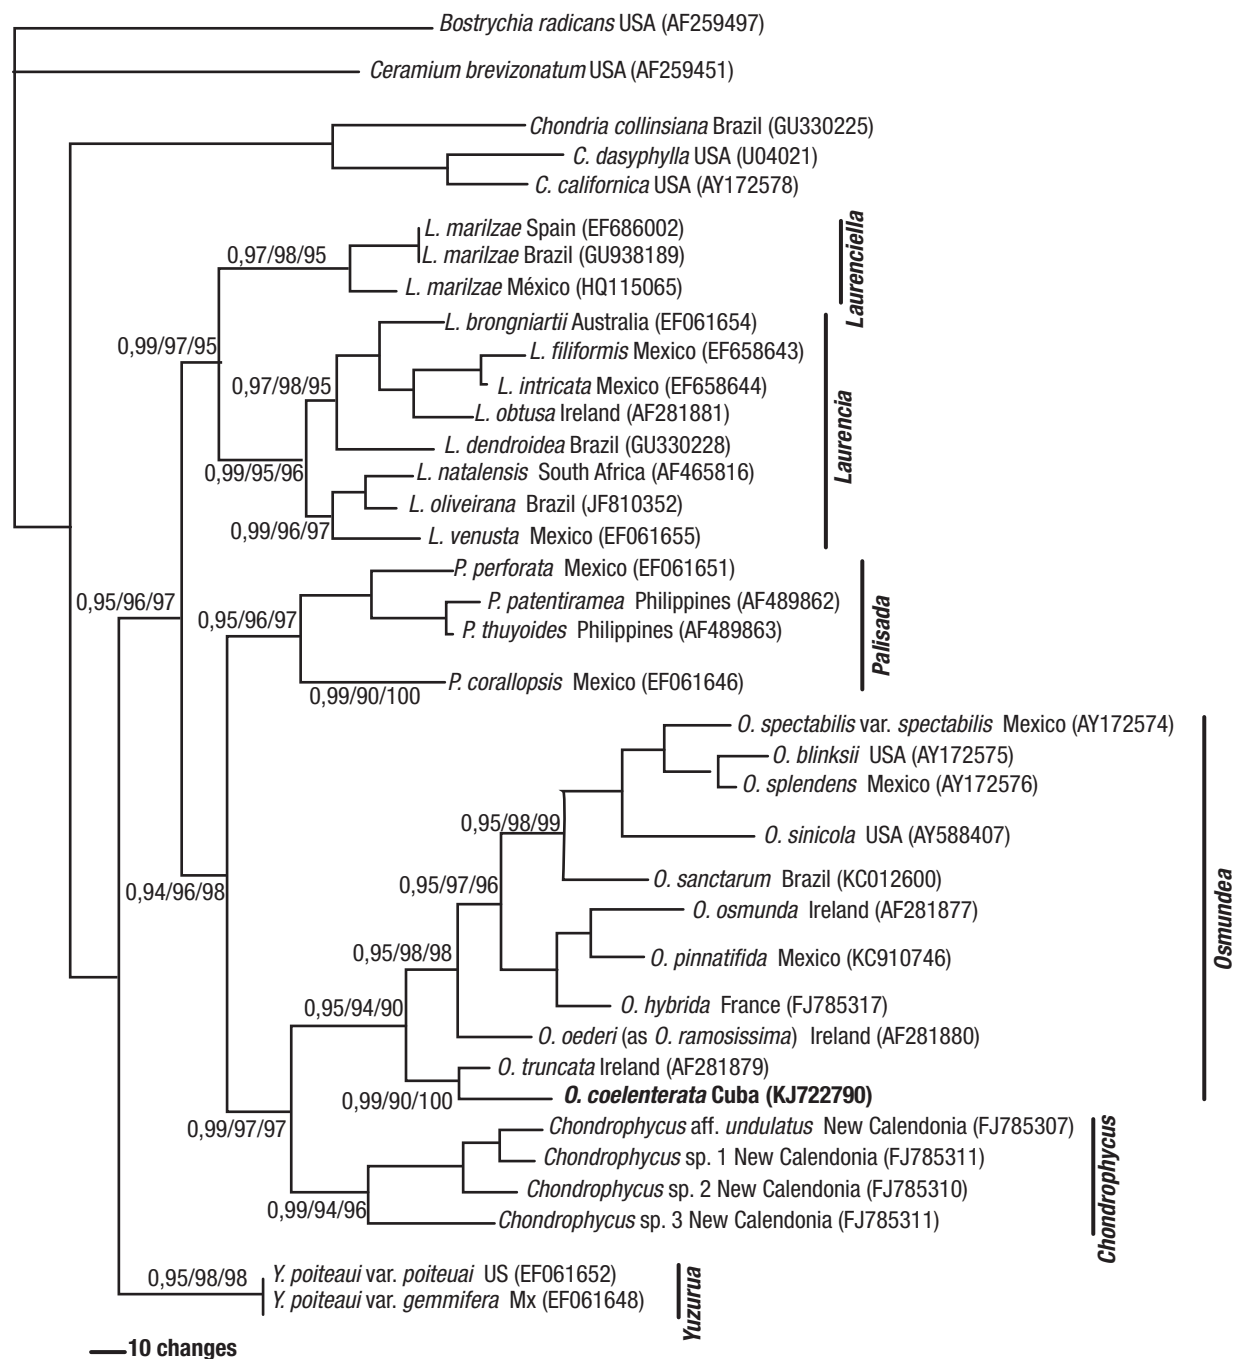 Bostrychia radicans USA (AF259497)
Ceramium brevizonatum USA (AF259451)
Chondria collinsiana Brazil (GU330225)
C. dasyphylla USA (U04021)
C. californica USA (AY172578)
L. marilzae Spain (EF686002)
0,97/98/95
L. marilzae Brazil (GU938189)
L. marilzae México (HQ115065)
Laurenciella
L. brongniartii Australia (EF061654)
0,99/97/95
L. filiformis Mexico (EF658643)
0,97/98/95
L. intricata Mexico (EF658644)
L. obtusa Ireland (AF281881)
Laurencia
L. dendroidea Brazil (GU330228)
0,99/95/96
L. natalensis South Africa (AF465816)
L. oliveirana Brazil (JF810352)
0,99/96/97
L. venusta Mexico (EF061655)
P. perforata Mexico (EF061651)
0,95/96/97
P. patentiramea Philippines (AF489862)
0,95/96/97
P. thuyoides Philippines (AF489863)
Palisada
P. corallopsis Mexico (EF061646)
0,99/90/100
O. spectabilis var. spectabilis Mexico (AY172574)
O. blinksii USA (AY172575)
O. splendens Mexico (AY172576)
0,95/98/99
O. sinicola USA (AY588407)
0,94/96/98
0,95/97/96
O. sanctarum Brazil (KC012600)
O. osmunda Ireland (AF281877)
Osmundea
0,95/98/98
O. pinnatifida Mexico (KC910746)
0,95/94/90
O. hybrida France (FJ785317)
O. oederi (as O. ramosissima) Ireland (AF281880)
O. truncata Ireland (AF281879)
0,99/90/100
O. coelenterata Cuba (KJ722790)
0,99/97/97
Chondrophycus aff. undulatus New Calendonia (FJ785307)
Chondrophycus sp. 1 New Calendonia (FJ785311)
Chondrophycus sp. 2 New Calendonia (FJ785310)
0,99/94/96
Chondrophycus sp. 3 New Calendonia (FJ785311)
Chondrophycus
0,95/98/98
Y. poiteaui var. poiteuai US (EF061652)
Y. poiteaui var. gemmifera Mx (EF061648)
Yuzurua
10 changes